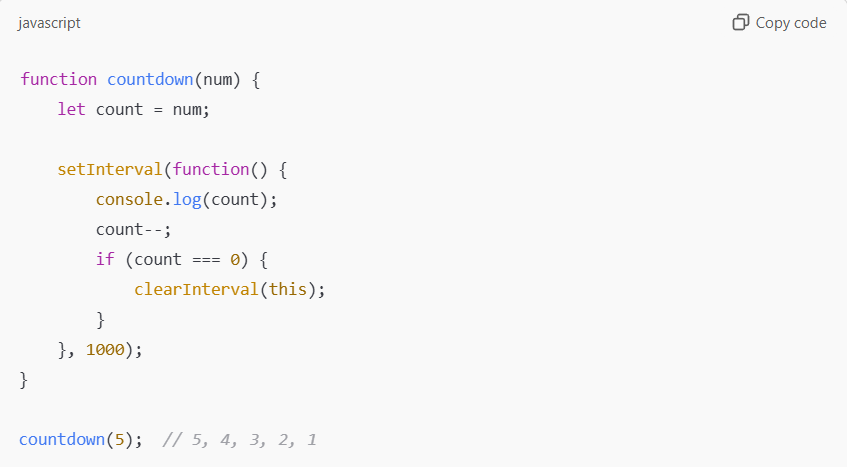 javascript
Copy code
function countdown(num) {
    let count = num;

    setInterval(function() {
        console.log(count);
        count--;
        if (count === 0) {
            clearInterval(this);
        }
    }, 1000);
}

countdown(5);  // 5, 4, 3, 2, 1